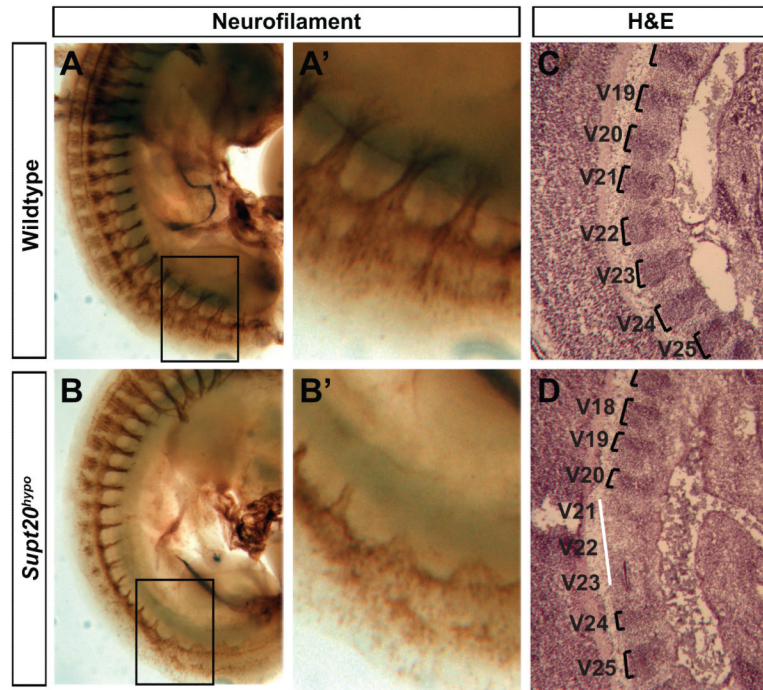 Neurofilament
H&E
Wildtype
A
A'
C
V19
V20
V21
V22
V23
V24
V25
Supt20hypo
B
B'
D
V18
V19
V20
V21
V22
V23
V24
V25